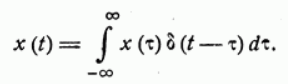 x (t) = ∫_{-∞}^{∞} x (τ) δ (t — τ) dτ.